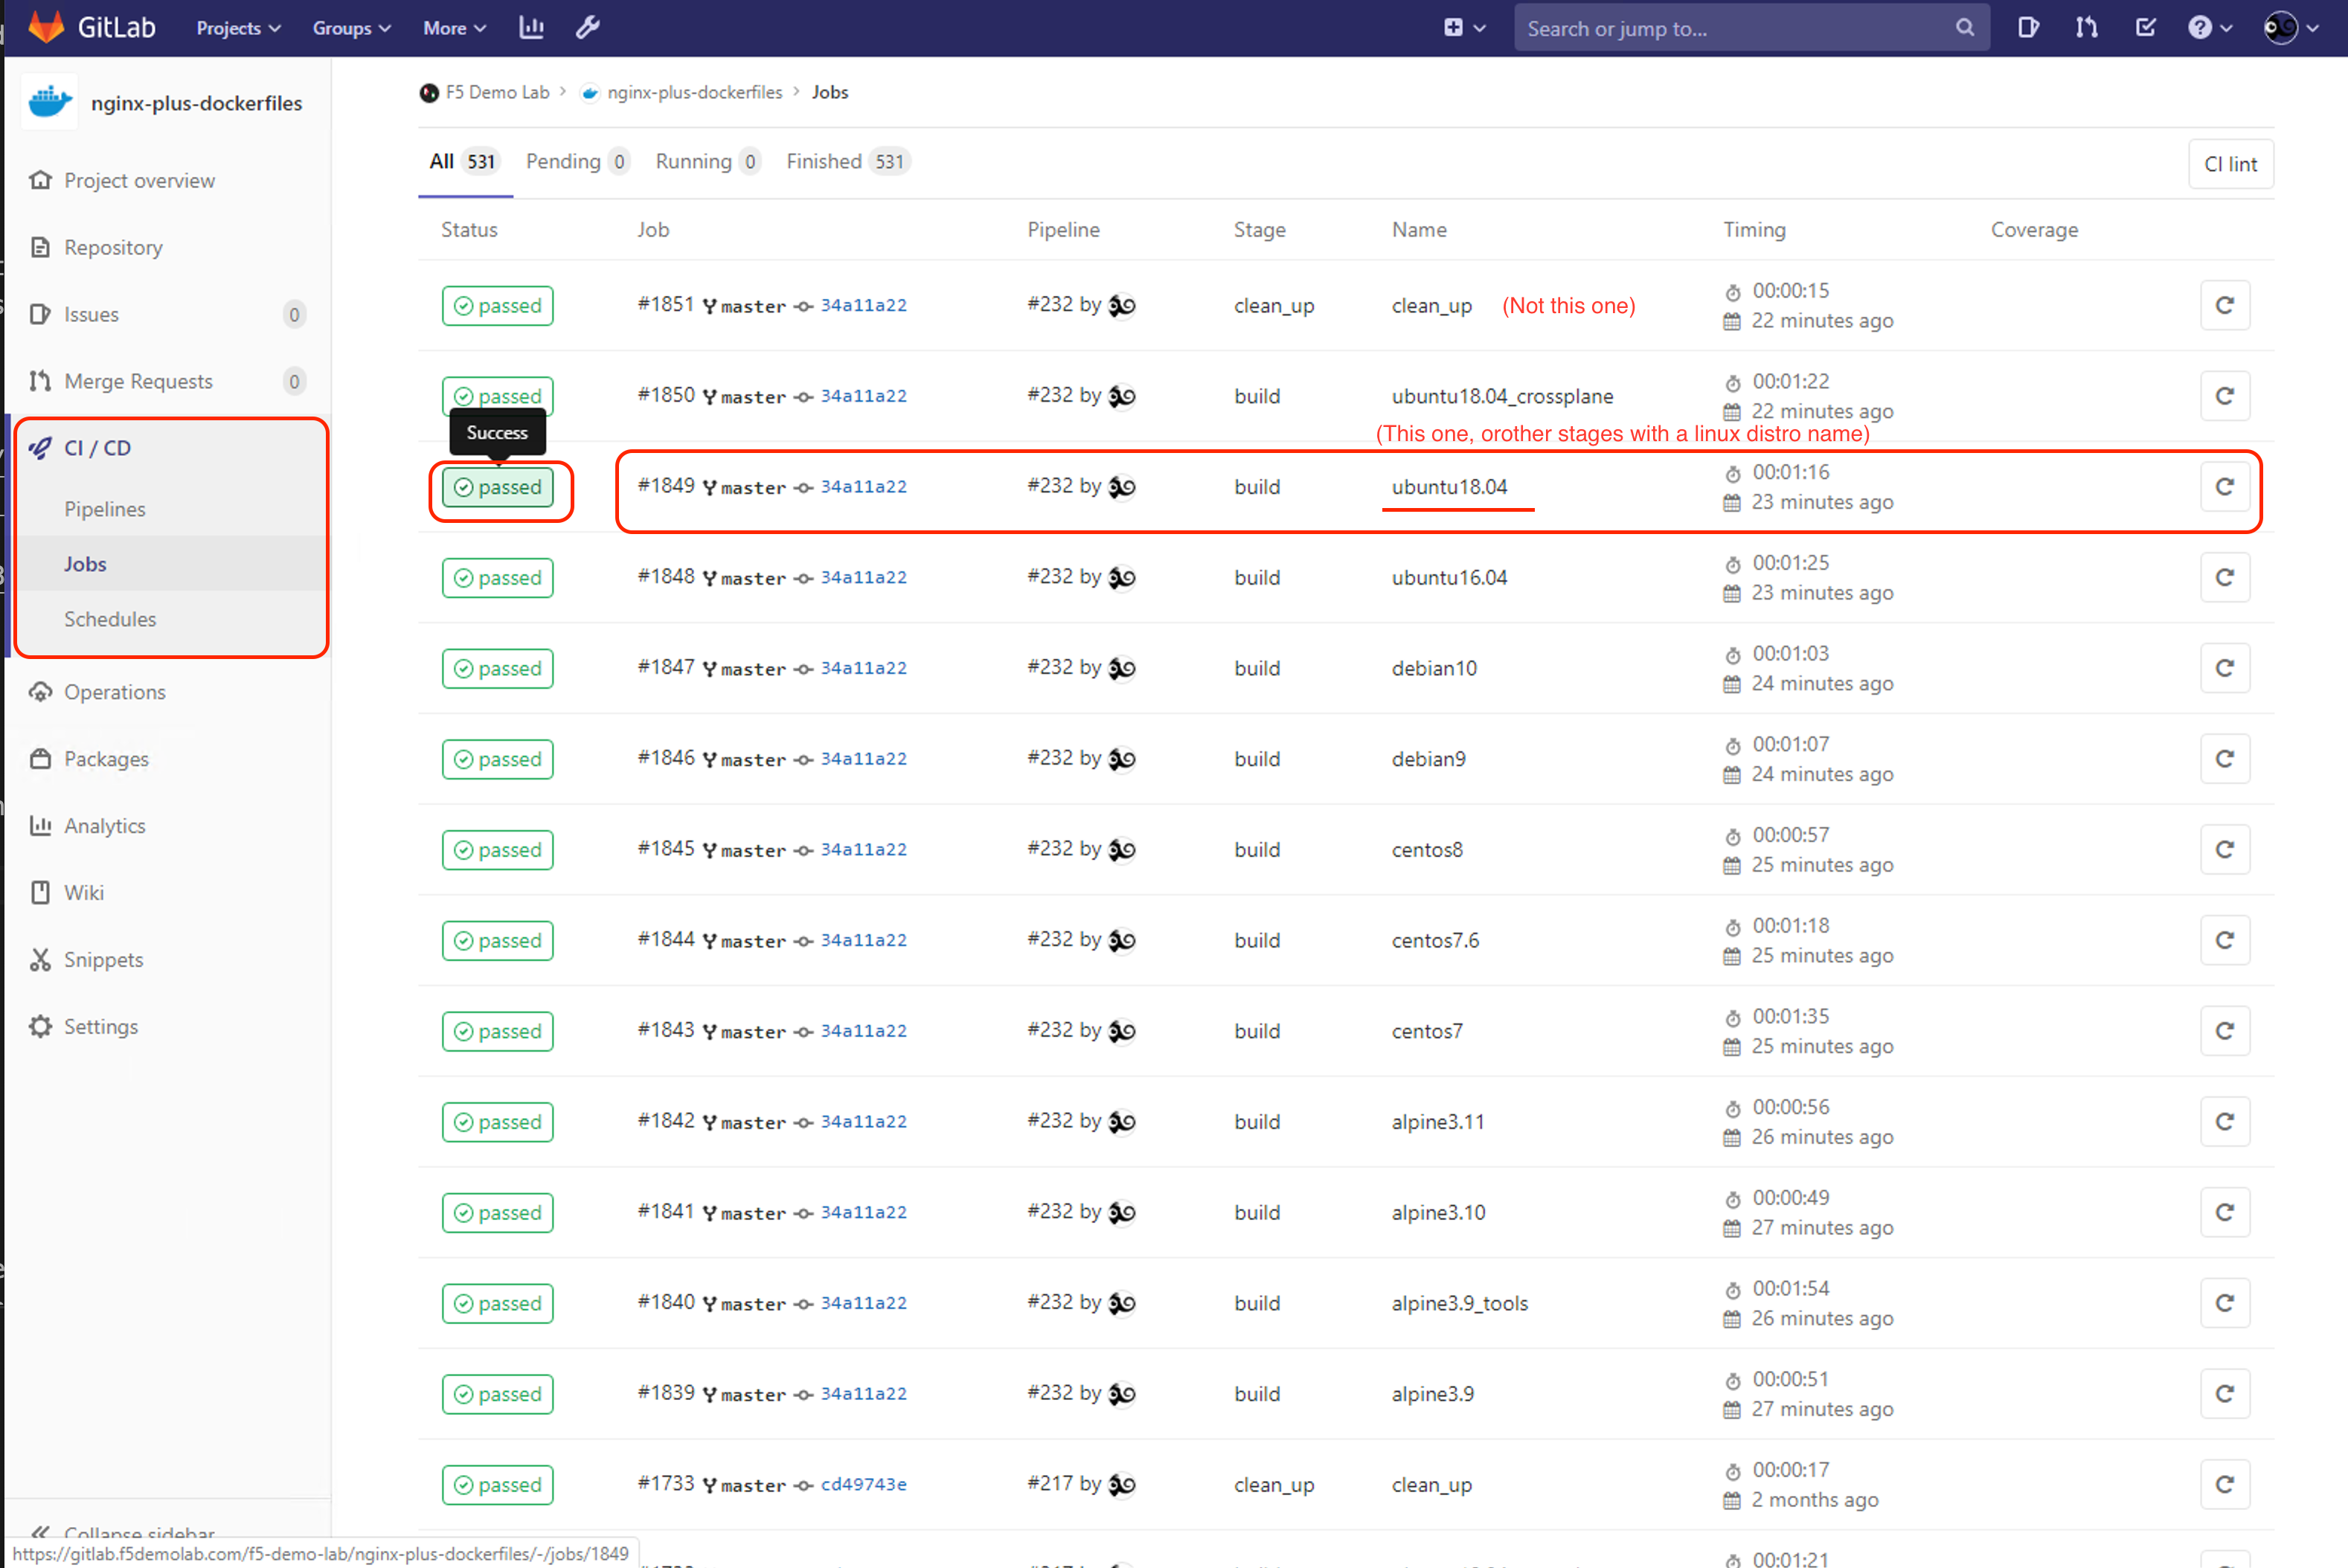 GitLab Projects Groups More Search or jump to...
nginx-plus-dockerfiles
Project overview
Repository
Issues 0
Merge Requests 0
CI / CD
Pipelines
Jobs
Schedules
Operations
Packages
Analytics
Wiki
Snippets
Settings
Collapse sidebar
https://gitlab.f5demolab.com/f5-demo-lab/nginx-plus-dockerfiles/-/jobs/1849
F5 Demo Lab > nginx-plus-dockerfiles > Jobs
All 531 Pending 0 Running 0 Finished 531 CI lint
Status Job Pipeline Stage Name Timing Coverage
passed #1851 master 34a11a22 #232 by clean_up clean_up (Not this one) 00:00:15
22 minutes ago
passed #1850 master 34a11a22 #232 by build ubuntu18.04_crossplane 00:01:22
22 minutes ago
Success
(This one, orother stages with a linux distro name)
passed #1849 master 34a11a22 #232 by build ubuntu18.04 00:01:16
23 minutes ago
passed #1848 master 34a11a22 #232 by build ubuntu16.04 00:01:25
23 minutes ago
passed #1847 master 34a11a22 #232 by build debian10 00:01:03
24 minutes ago
passed #1846 master 34a11a22 #232 by build debian9 00:01:07
24 minutes ago
passed #1845 master 34a11a22 #232 by build centos8 00:00:57
25 minutes ago
passed #1844 master 34a11a22 #232 by build centos7.6 00:01:18
25 minutes ago
passed #1843 master 34a11a22 #232 by build centos7 00:01:35
25 minutes ago
passed #1842 master 34a11a22 #232 by build alpine3.11 00:00:56
26 minutes ago
passed #1841 master 34a11a22 #232 by build alpine3.10 00:00:49
27 minutes ago
passed #1840 master 34a11a22 #232 by build alpine3.9_tools 00:01:54
26 minutes ago
passed #1839 master 34a11a22 #232 by build alpine3.9 00:00:51
27 minutes ago
passed #1733 master cd49743e #217 by clean_up clean_up 00:00:17
2 months ago
00:01:21